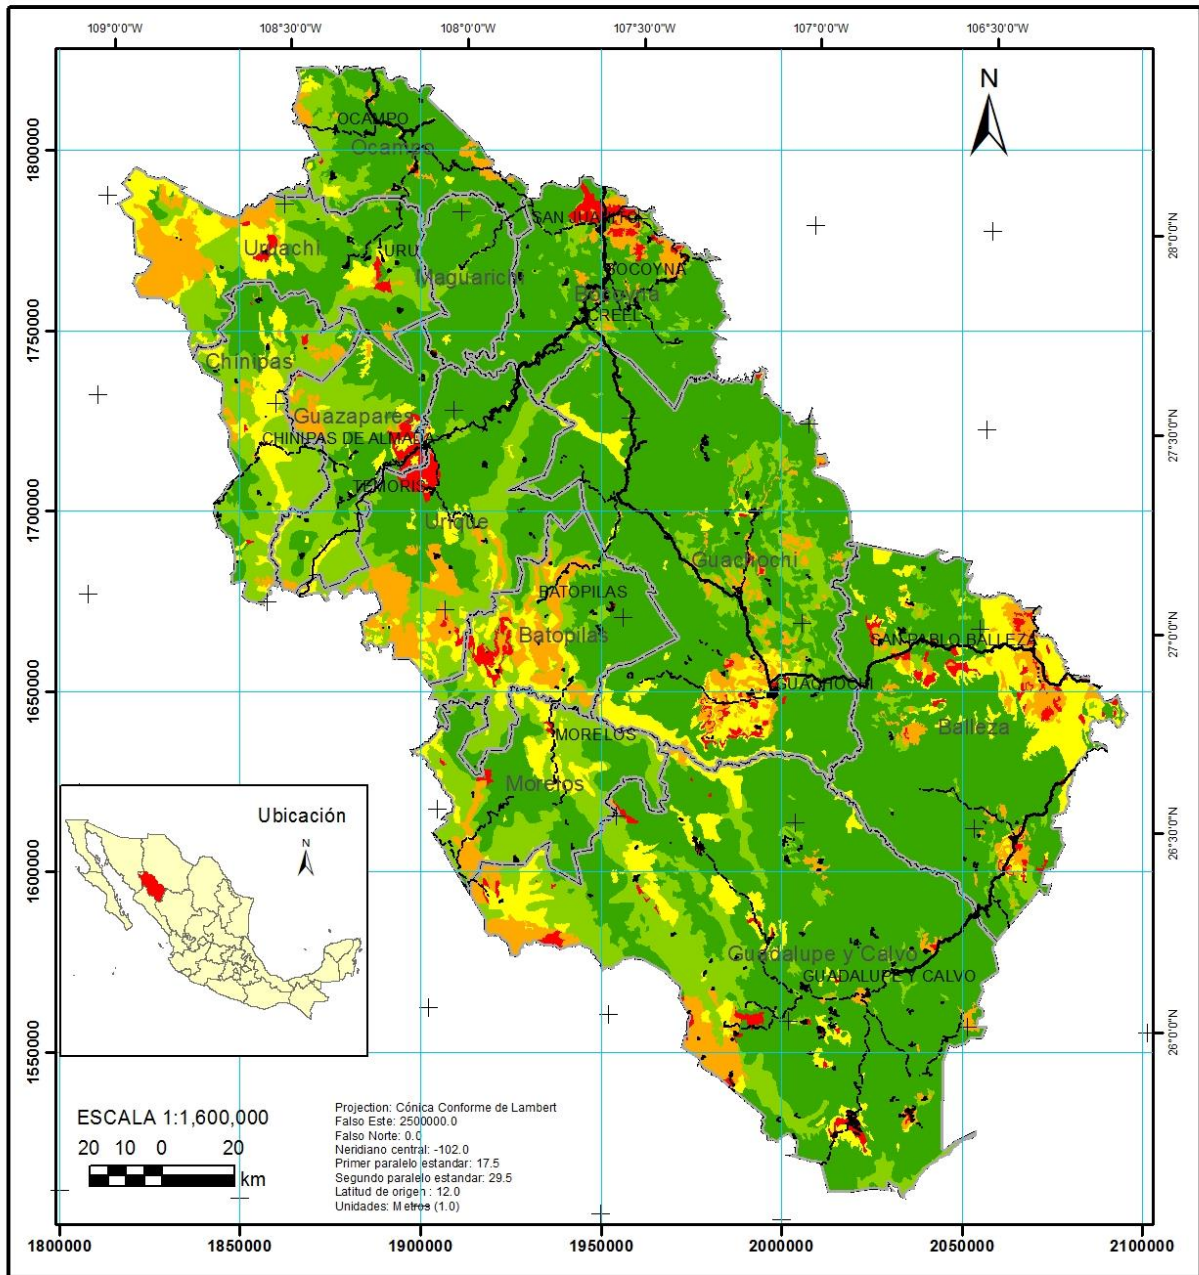 109°0'0"W
108°30'0"W
108°0'0"W
107°30'0"W
107°0'0"W
106°30'0"W
N
OCAMPO
Ocampo
SAN JUANITO
Uruachi
URU
BOCOYNA
Maguarichi
Bocoyna
CREEL
Chinipas
Guazapares
CHINIPAS DE ALMADA
TEMORIS
Urique
Guachochi
BATOPILAS
Batopilas
SAN PABLO BALLEZA
GUACHOCHI
Balleza
MORELOS
Morelos
Guadalupe y Calvo
GUADALUPE Y CALVO
1800000
1750000
1700000
1650000
1600000
1550000
28°0'0"N
27°30'0"N
27°0'0"N
26°30'0"N
26°0'0"N
Ubicación
N
ESCALA 1:1,600,000
20 10 0 20
km
Projection: Cónica Conforme de Lambert
Falso Este: 2500000.0
Falso Norte: 0.0
Neridiano central: -102.0
Primer paralelo estandar: 17.5
Segundo paralelo estandar: 29.5
Latitud de origen : 12.0
Unidades: Metros (1.0)
1800000
1850000
1900000
1950000
2000000
2050000
2100000